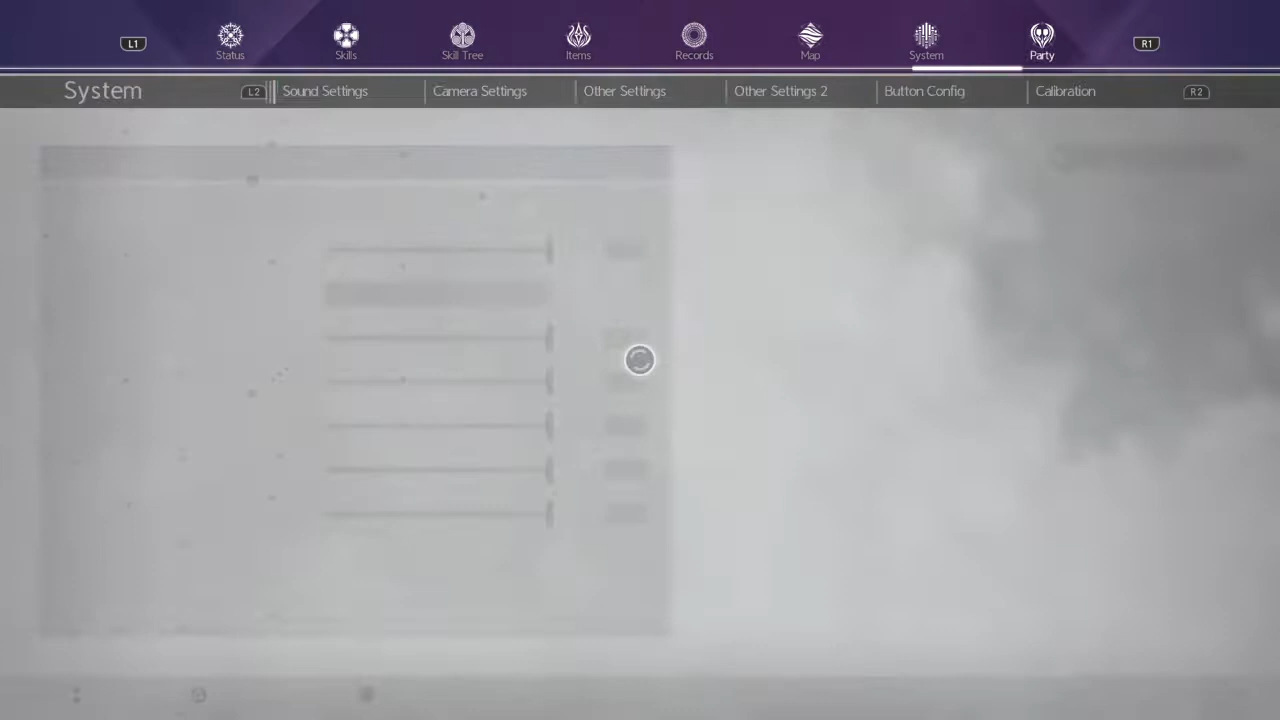 L1 Status Skills Skill Tree Items Records Map System Party R1
System L2 Sound Settings Camera Settings Other Settings Other Settings 2 Button Config Calibration R2